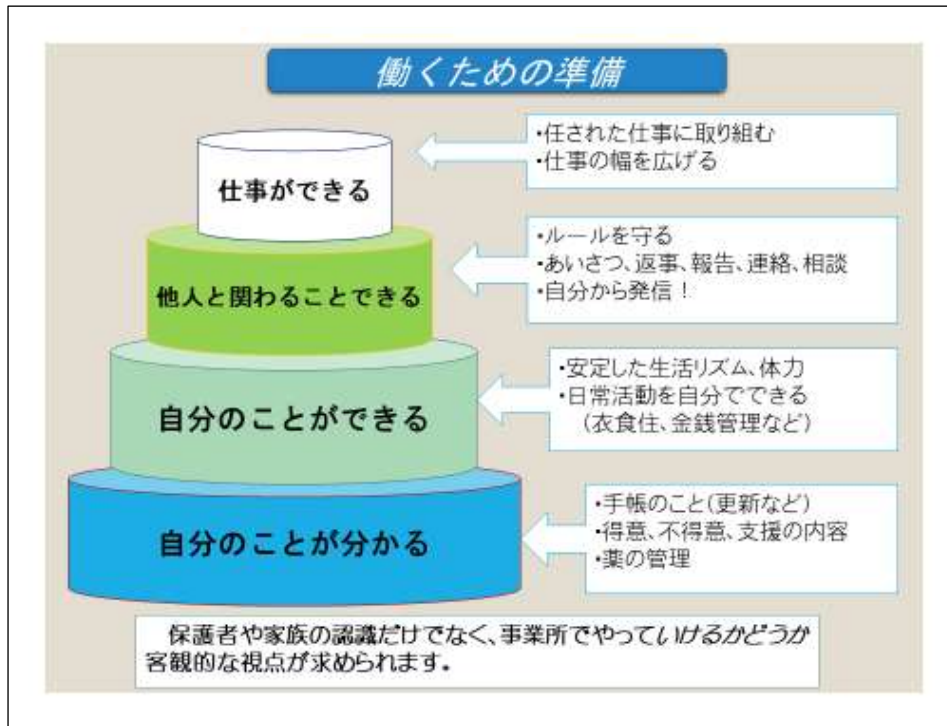 働くための準備
仕事ができる
・任された仕事に取り組む
・仕事の幅を広げる
他人と関わることできる
・ルールを守る
・あいさつ、返事、報告、連絡、相談
・自分から発信！
自分のことができる
・安定した生活リズム、体力
・日常活動を自分でできる
（衣食住、金銭管理など）
自分のことが分かる
・手帳のこと(更新など)
・得意、不得意、支援の内容
・薬の管理
保護者や家族の認識だけでなく、事業所でやっていけるかどうか
客観的な視点が求められます。